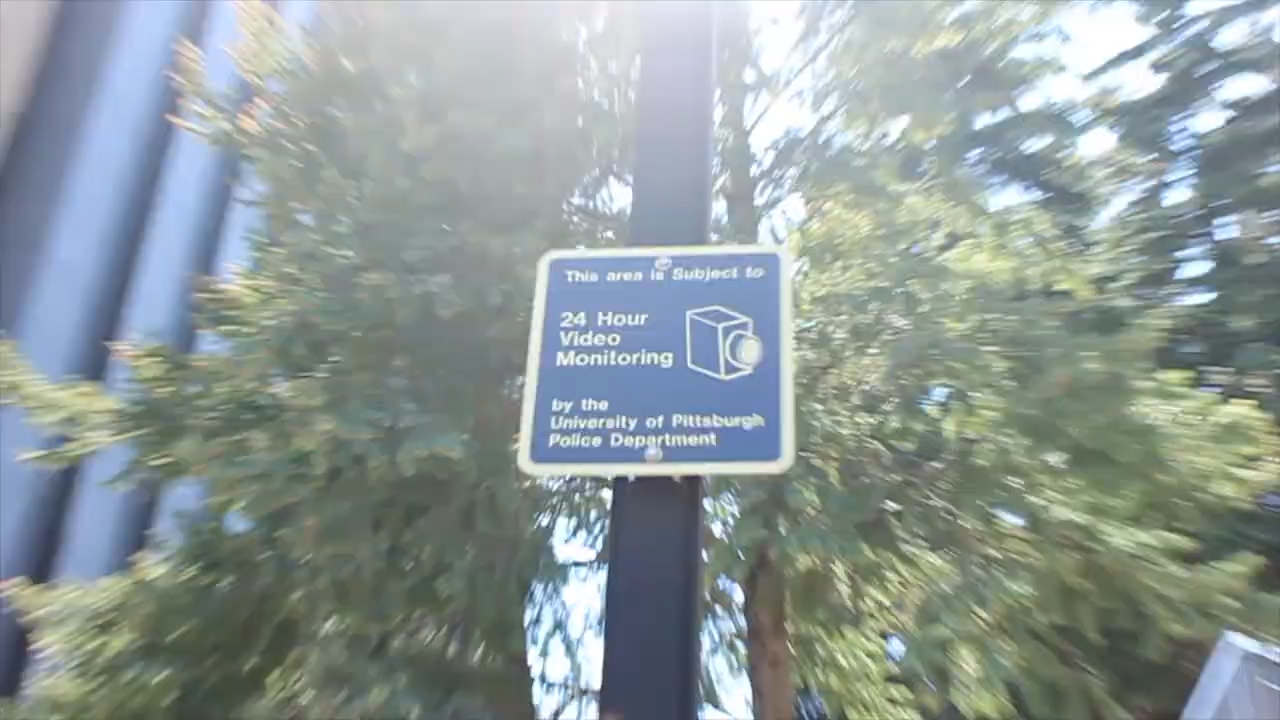 This area is Subject to
24 Hour
Video
Monitoring
by the
University of Pittsburgh
Police Department